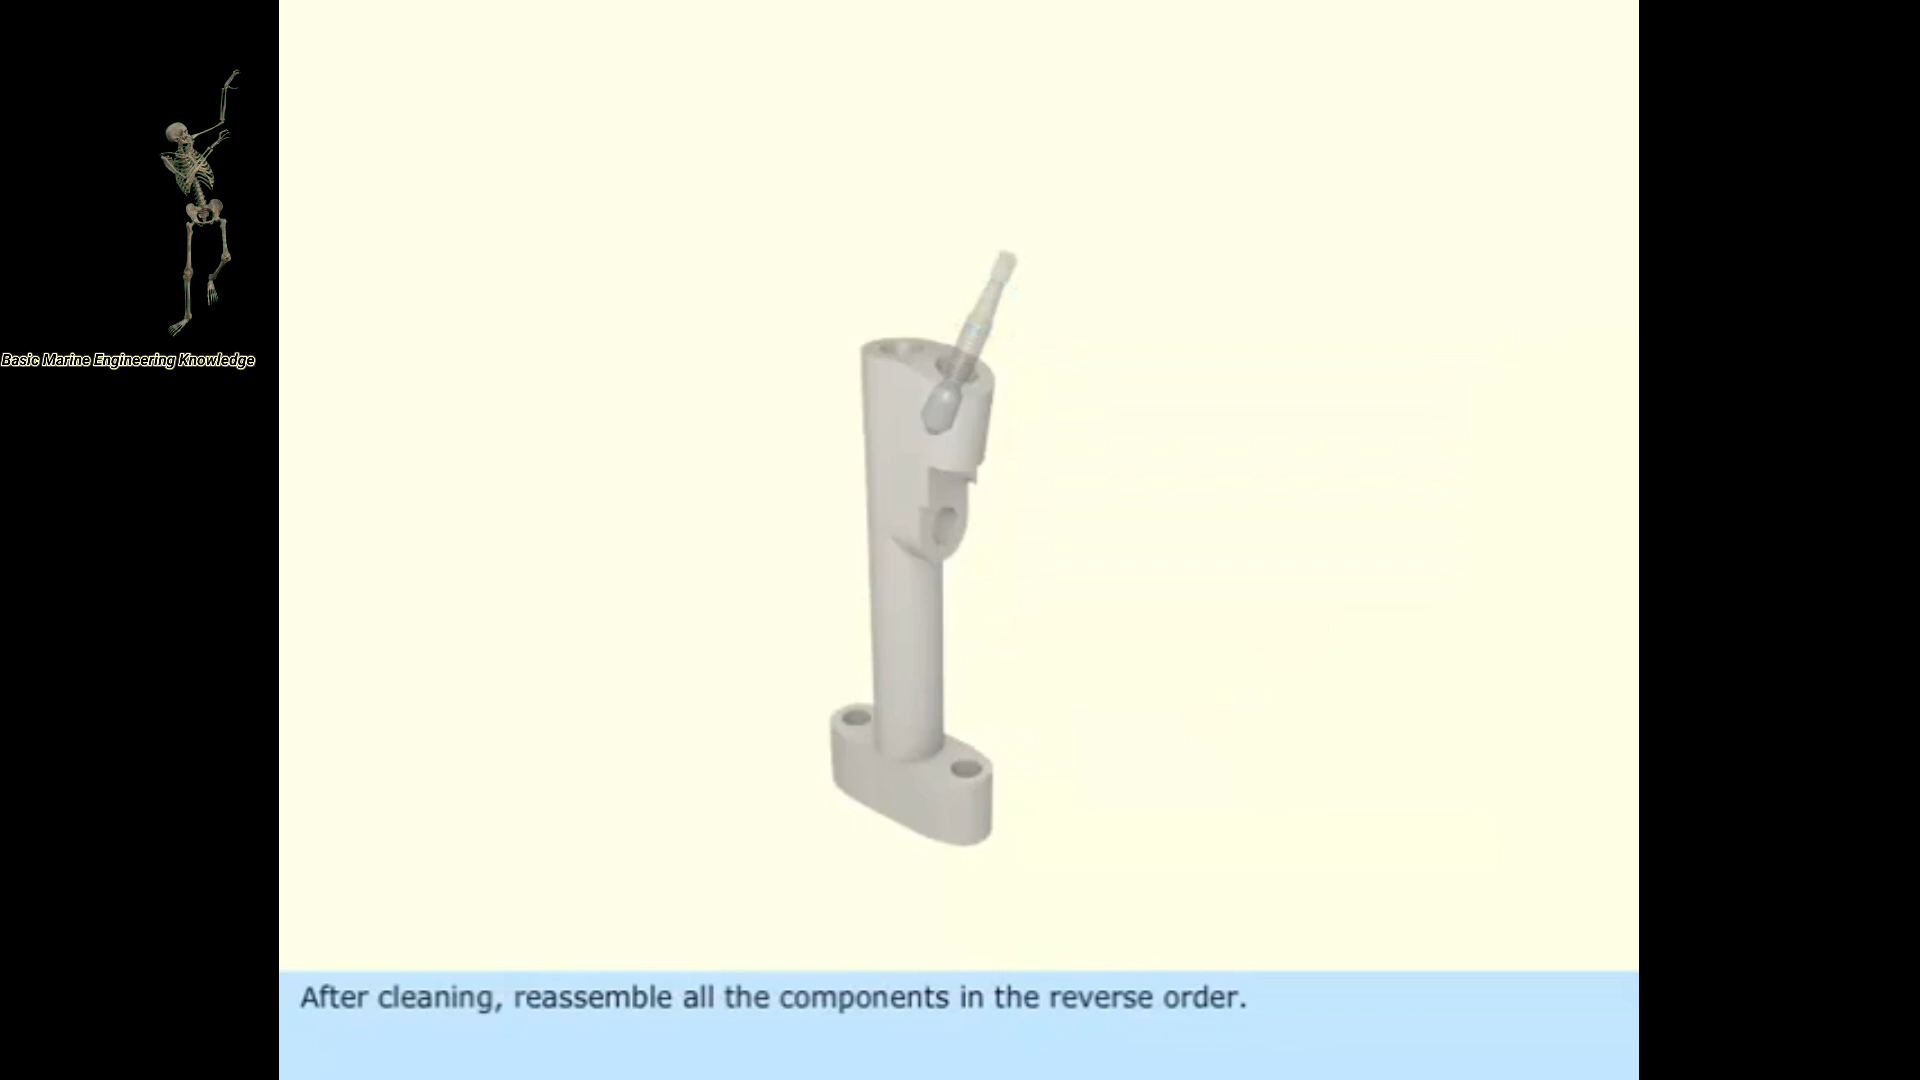 Basic Marine Engineering Knowledge
After cleaning, reassemble all the components in the reverse order.